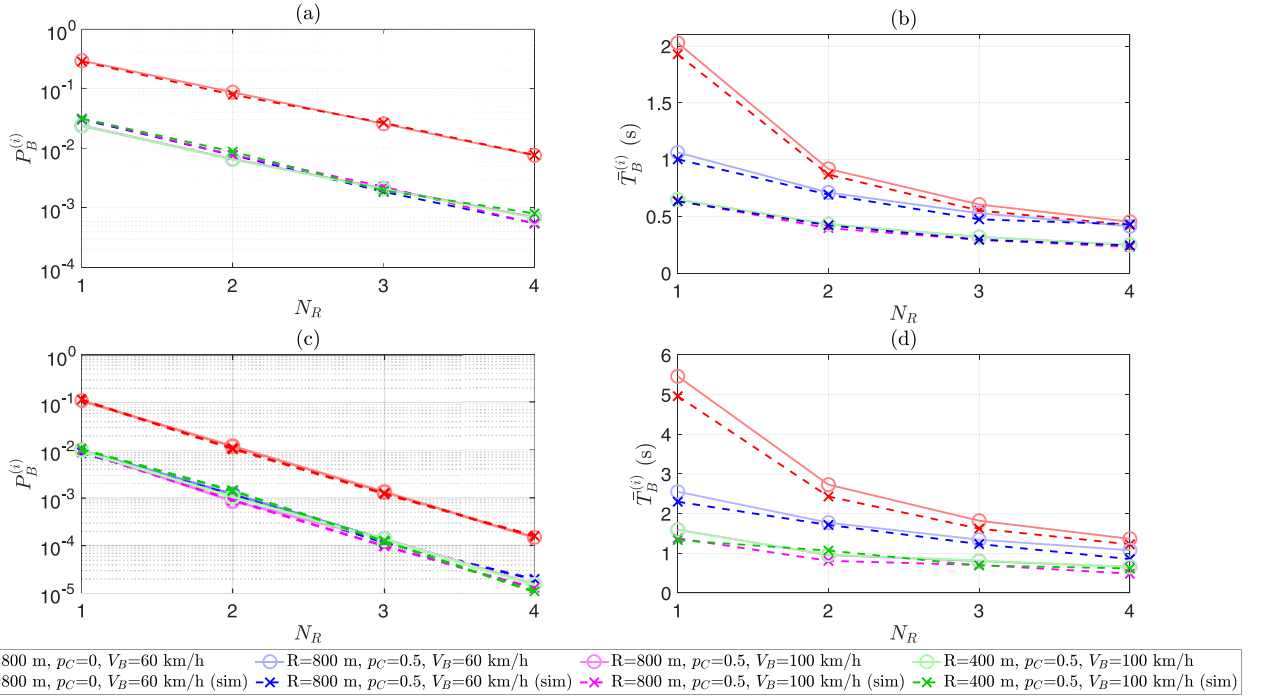 (a)
(b)
10^0
10^-1
10^-2
10^-3
10^-4
P_B^(i)
1 2 3 4
N_R
2
1.5
1
0.5
0
T̄_B^(i) (s)
1 2 3 4
N_R
(c)
(d)
10^0
10^-1
10^-2
10^-3
10^-4
10^-5
P_B^(i)
1 2 3 4
N_R
6
5
4
3
2
1
0
T̄_B^(i) (s)
1 2 3 4
N_R
=800 m, p_C=0, V_B=60 km/h R=800 m, p_C=0.5, V_B=60 km/h R=800 m, p_C=0.5, V_B=100 km/h R=400 m, p_C=0.5, V_B=100 km/h
=800 m, p_C=0, V_B=60 km/h (sim) R=800 m, p_C=0.5, V_B=60 km/h (sim) R=800 m, p_C=0.5, V_B=100 km/h (sim) R=400 m, p_C=0.5, V_B=100 km/h (sim)